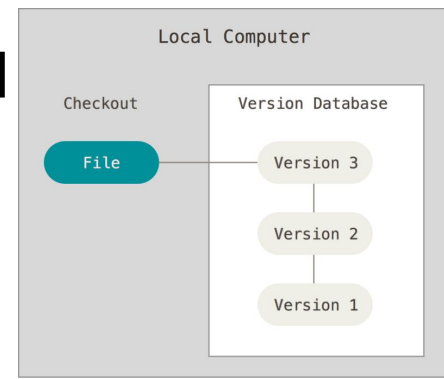 Local Computer
Checkout
Version Database
File
Version 3
Version 2
Version 1